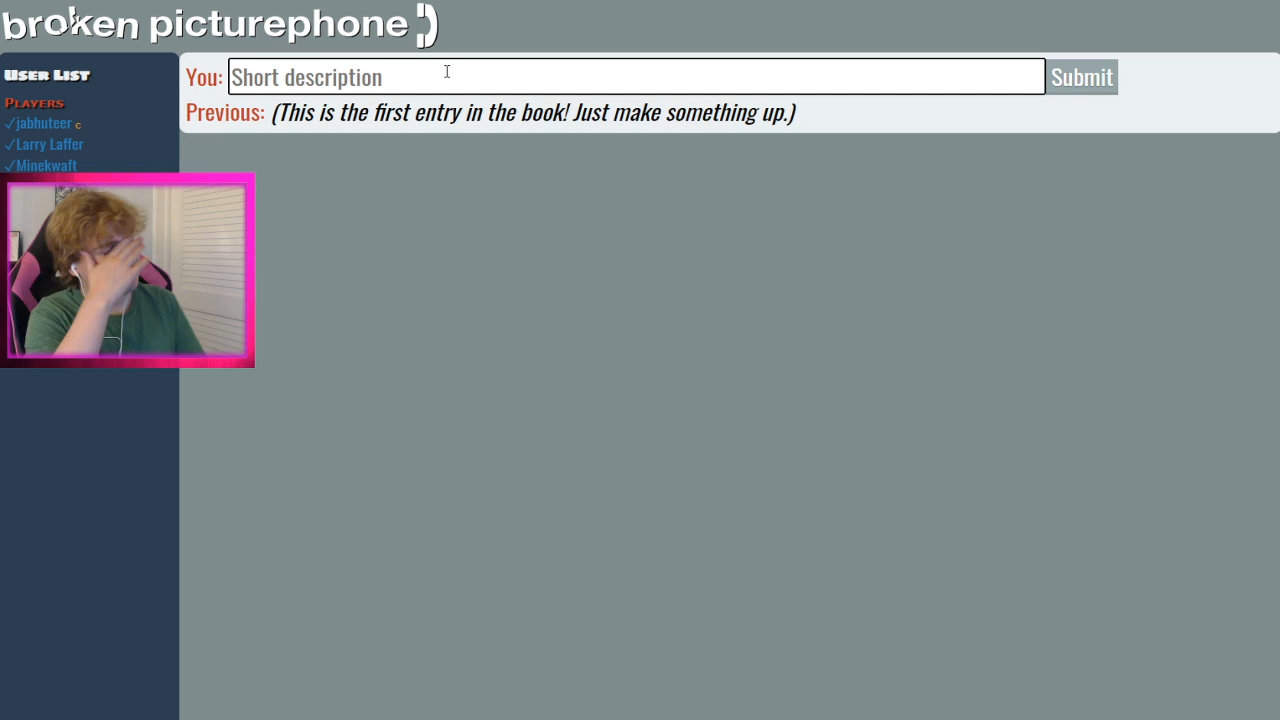 broken picturephone
USER LIST
PLAYERS
✓jabhuteer c
✓Larry Laffer
✓Minekwaft
You: Short description Submit
Previous: (This is the first entry in the book! Just make something up.)